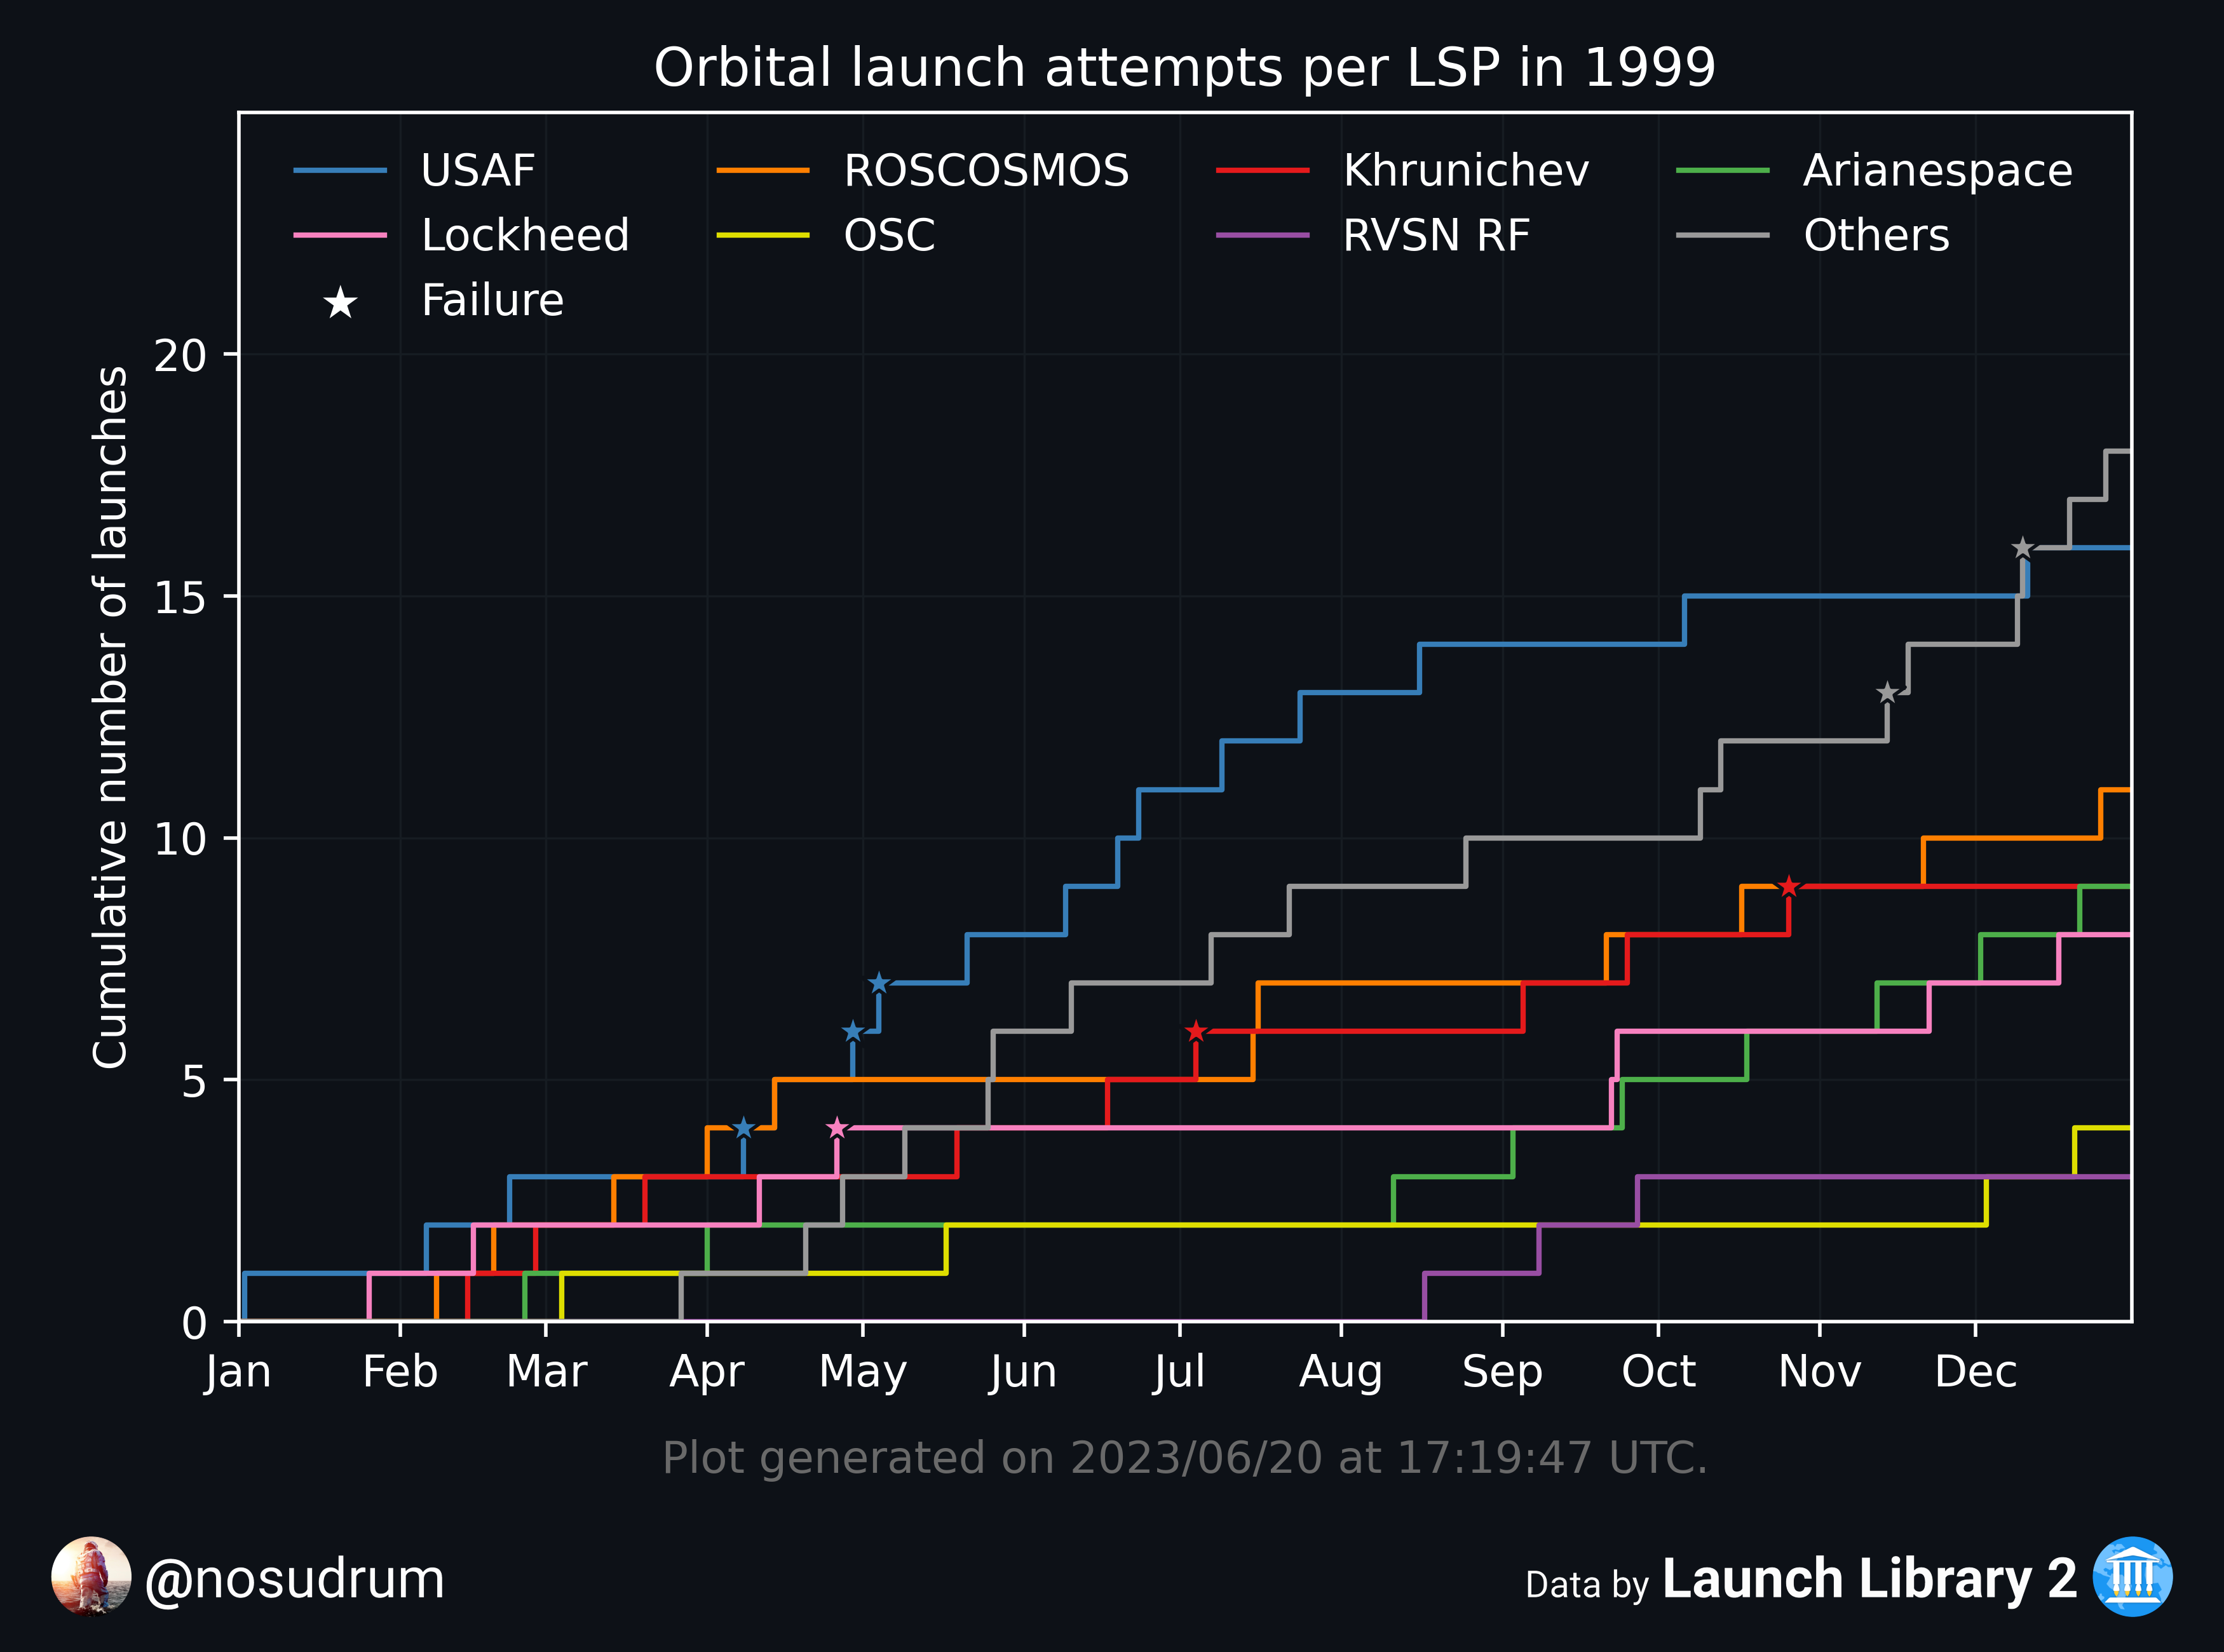 Orbital launch attempts per LSP in 1999
USAF
ROSCOSMOS
Khrunichev
Arianespace
Lockheed
OSC
RVSN RF
Others
Failure
Cumulative number of launches
20
15
10
5
0
Jan Feb Mar Apr May Jun Jul Aug Sep Oct Nov Dec
Plot generated on 2023/06/20 at 17:19:47 UTC.
@nosudrum
Data by Launch Library 2